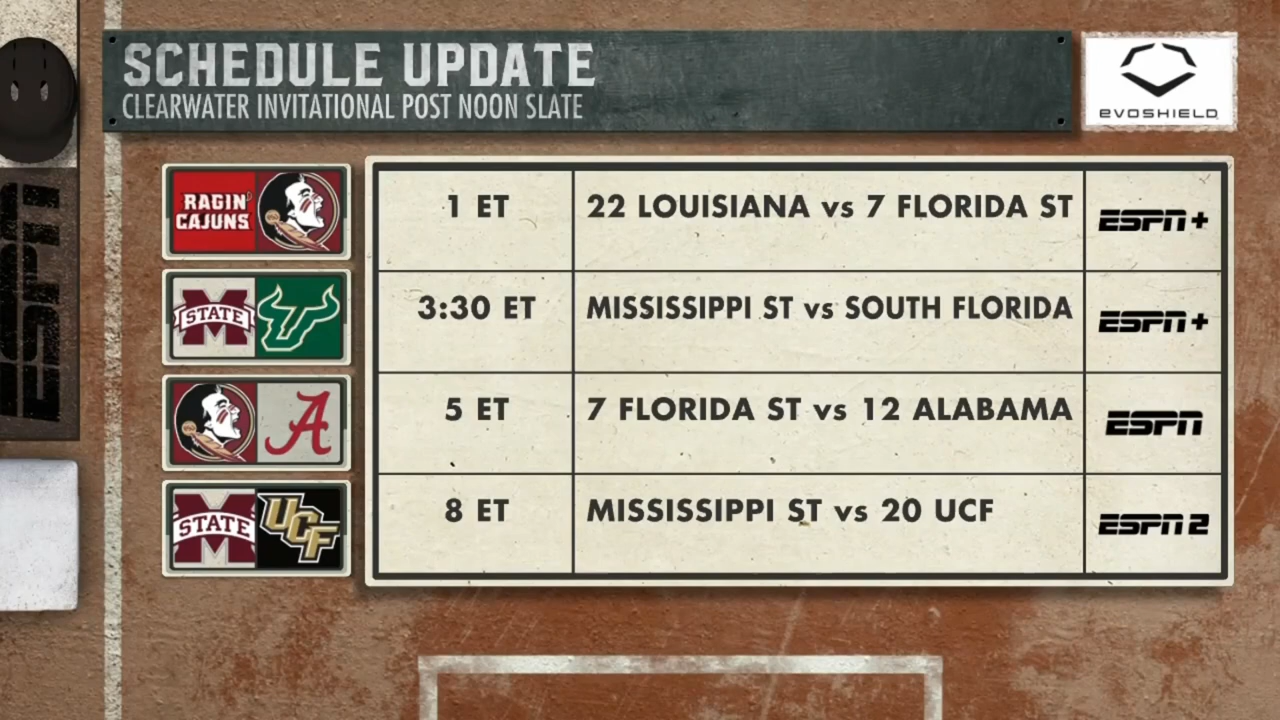 SCHEDULE UPDATE
CLEARWATER INVITATIONAL POST NOON SLATE
EVOSHIELD
RAGIN' CAJUNS
1 ET 22 LOUISIANA vs 7 FLORIDA ST ESPN+
M STATE
3:30 ET MISSISSIPPI ST vs SOUTH FLORIDA ESPN+
A
5 ET 7 FLORIDA ST vs 12 ALABAMA ESPN
M STATE UCF
8 ET MISSISSIPPI ST vs 20 UCF ESPN2
ESPN